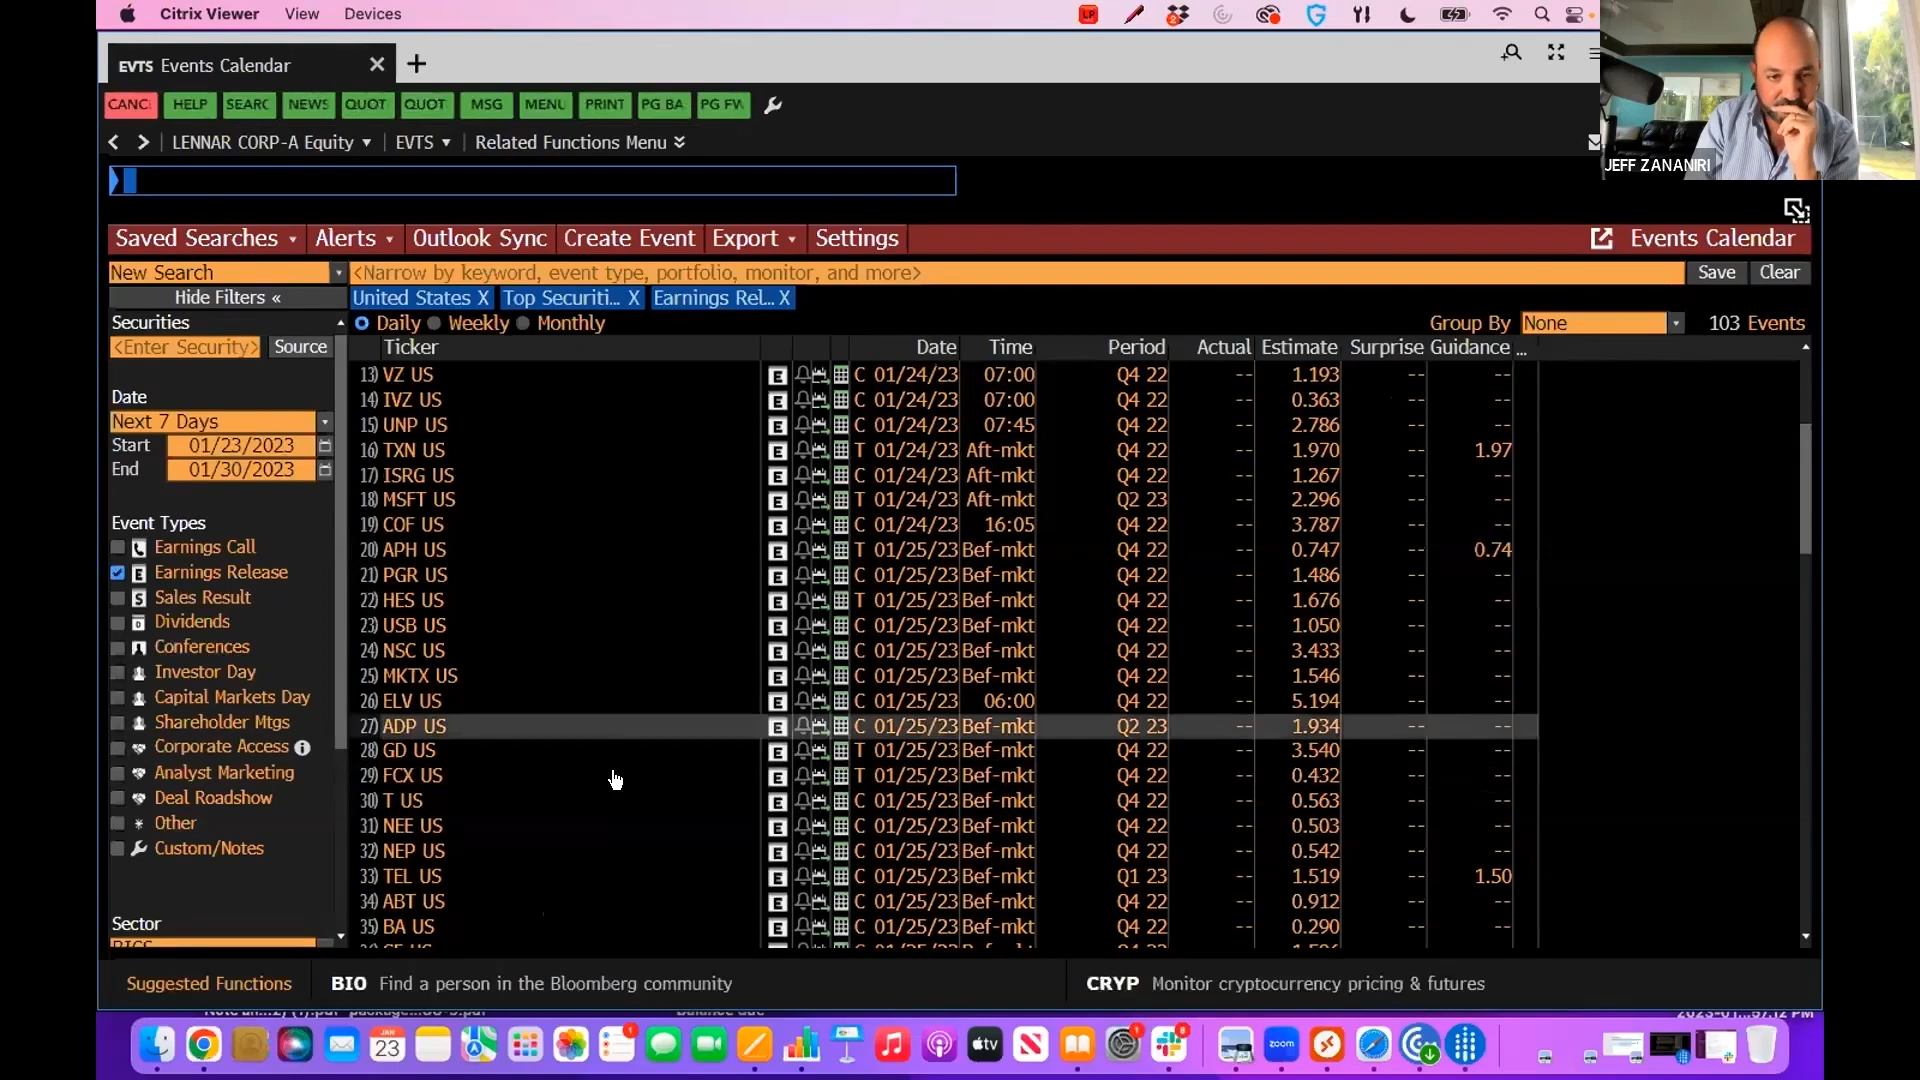 Citrix Viewer View Devices
EVTS Events Calendar
CANC HELP SEARC NEWS QUOT QUOT MSG MENU PRINT PG BA PG FW
LENNAR CORP-A Equity EVTS Related Functions Menu
JEFF ZANANIRI
Saved Searches Alerts Outlook Sync Create Event Export Settings Events Calendar
New Search <Narrow by keyword, event type, portfolio, monitor, and more> Save Clear
Hide Filters « United States X Top Securiti... X Earnings Rel... X
Securities Daily Weekly Monthly Group By None 103 Events
<Enter Security> Source Ticker Date Time Period Actual Estimate Surprise Guidance ...
13) VZ US E C 01/24/23 07:00 Q4 22 -- 1.193 -- --
Date 14) IVZ US E C 01/24/23 07:00 Q4 22 -- 0.363 -- --
Next 7 Days 15) UNP US E C 01/24/23 07:45 Q4 22 -- 2.786 -- --
Start 01/23/2023 16) TXN US E T 01/24/23 Aft-mkt Q4 22 -- 1.970 -- 1.97
End 01/30/2023 17) ISRG US E C 01/24/23 Aft-mkt Q4 22 -- 1.267 -- --
18) MSFT US E T 01/24/23 Aft-mkt Q2 23 -- 2.296 -- --
Event Types 19) COF US E C 01/24/23 16:05 Q4 22 -- 3.787 -- --
Earnings Call 20) APH US E T 01/25/23 Bef-mkt Q4 22 -- 0.747 -- 0.74
E Earnings Release 21) PGR US E C 01/25/23 Bef-mkt Q4 22 -- 1.486 -- --
S Sales Result 22) HES US E T 01/25/23 Bef-mkt Q4 22 -- 1.676 -- --
Dividends 23) USB US E C 01/25/23 Bef-mkt Q4 22 -- 1.050 -- --
Conferences 24) NSC US E C 01/25/23 Bef-mkt Q4 22 -- 3.433 -- --
Investor Day 25) MKTX US E C 01/25/23 Bef-mkt Q4 22 -- 1.546 -- --
Capital Markets Day 26) ELV US E C 01/25/23 06:00 Q4 22 -- 5.194 -- --
Shareholder Mtgs 27) ADP US E C 01/25/23 Bef-mkt Q2 23 -- 1.934 -- --
Corporate Access 28) GD US E T 01/25/23 Bef-mkt Q4 22 -- 3.540 -- --
Analyst Marketing 29) FCX US E T 01/25/23 Bef-mkt Q4 22 -- 0.432 -- --
Deal Roadshow 30) T US E C 01/25/23 Bef-mkt Q4 22 -- 0.563 -- --
Other 31) NEE US E C 01/25/23 Bef-mkt Q4 22 -- 0.503 -- --
Custom/Notes 32) NEP US E C 01/25/23 Bef-mkt Q4 22 -- 0.542 -- --
33) TEL US E C 01/25/23 Bef-mkt Q1 23 -- 1.519 -- 1.50
34) ABT US E C 01/25/23 Bef-mkt Q4 22 -- 0.912 -- --
Sector 35) BA US E C 01/25/23 Bef-mkt Q4 22 -- 0.290 -- --
BICS
Suggested Functions BIO Find a person in the Bloomberg community CRYP Monitor cryptocurrency pricing & futures
JAN
23 tv zoom